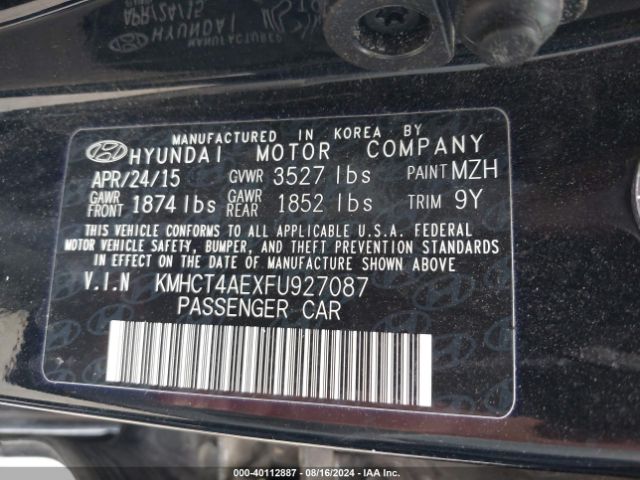 MANUFACTURED IN KOREA BY
HYUNDAI MOTOR COMPANY
APR/24/15 GVWR 3527 lbs PAINT MZH
GAWR FRONT 1874 lbs GAWR REAR 1852 lbs TRIM 9Y
THIS VEHICLE CONFORMS TO ALL APPLICABLE U.S.A. FEDERAL
MOTOR VEHICLE SAFETY, BUMPER, AND THEFT PREVENTION STANDARDS
IN EFFECT ON THE DATE OF MANUFACTURE SHOWN ABOVE
V.I.N KMHCT4AEXFU927087
PASSENGER CAR
000-40112887 - 08/16/2024 - IAA Inc.